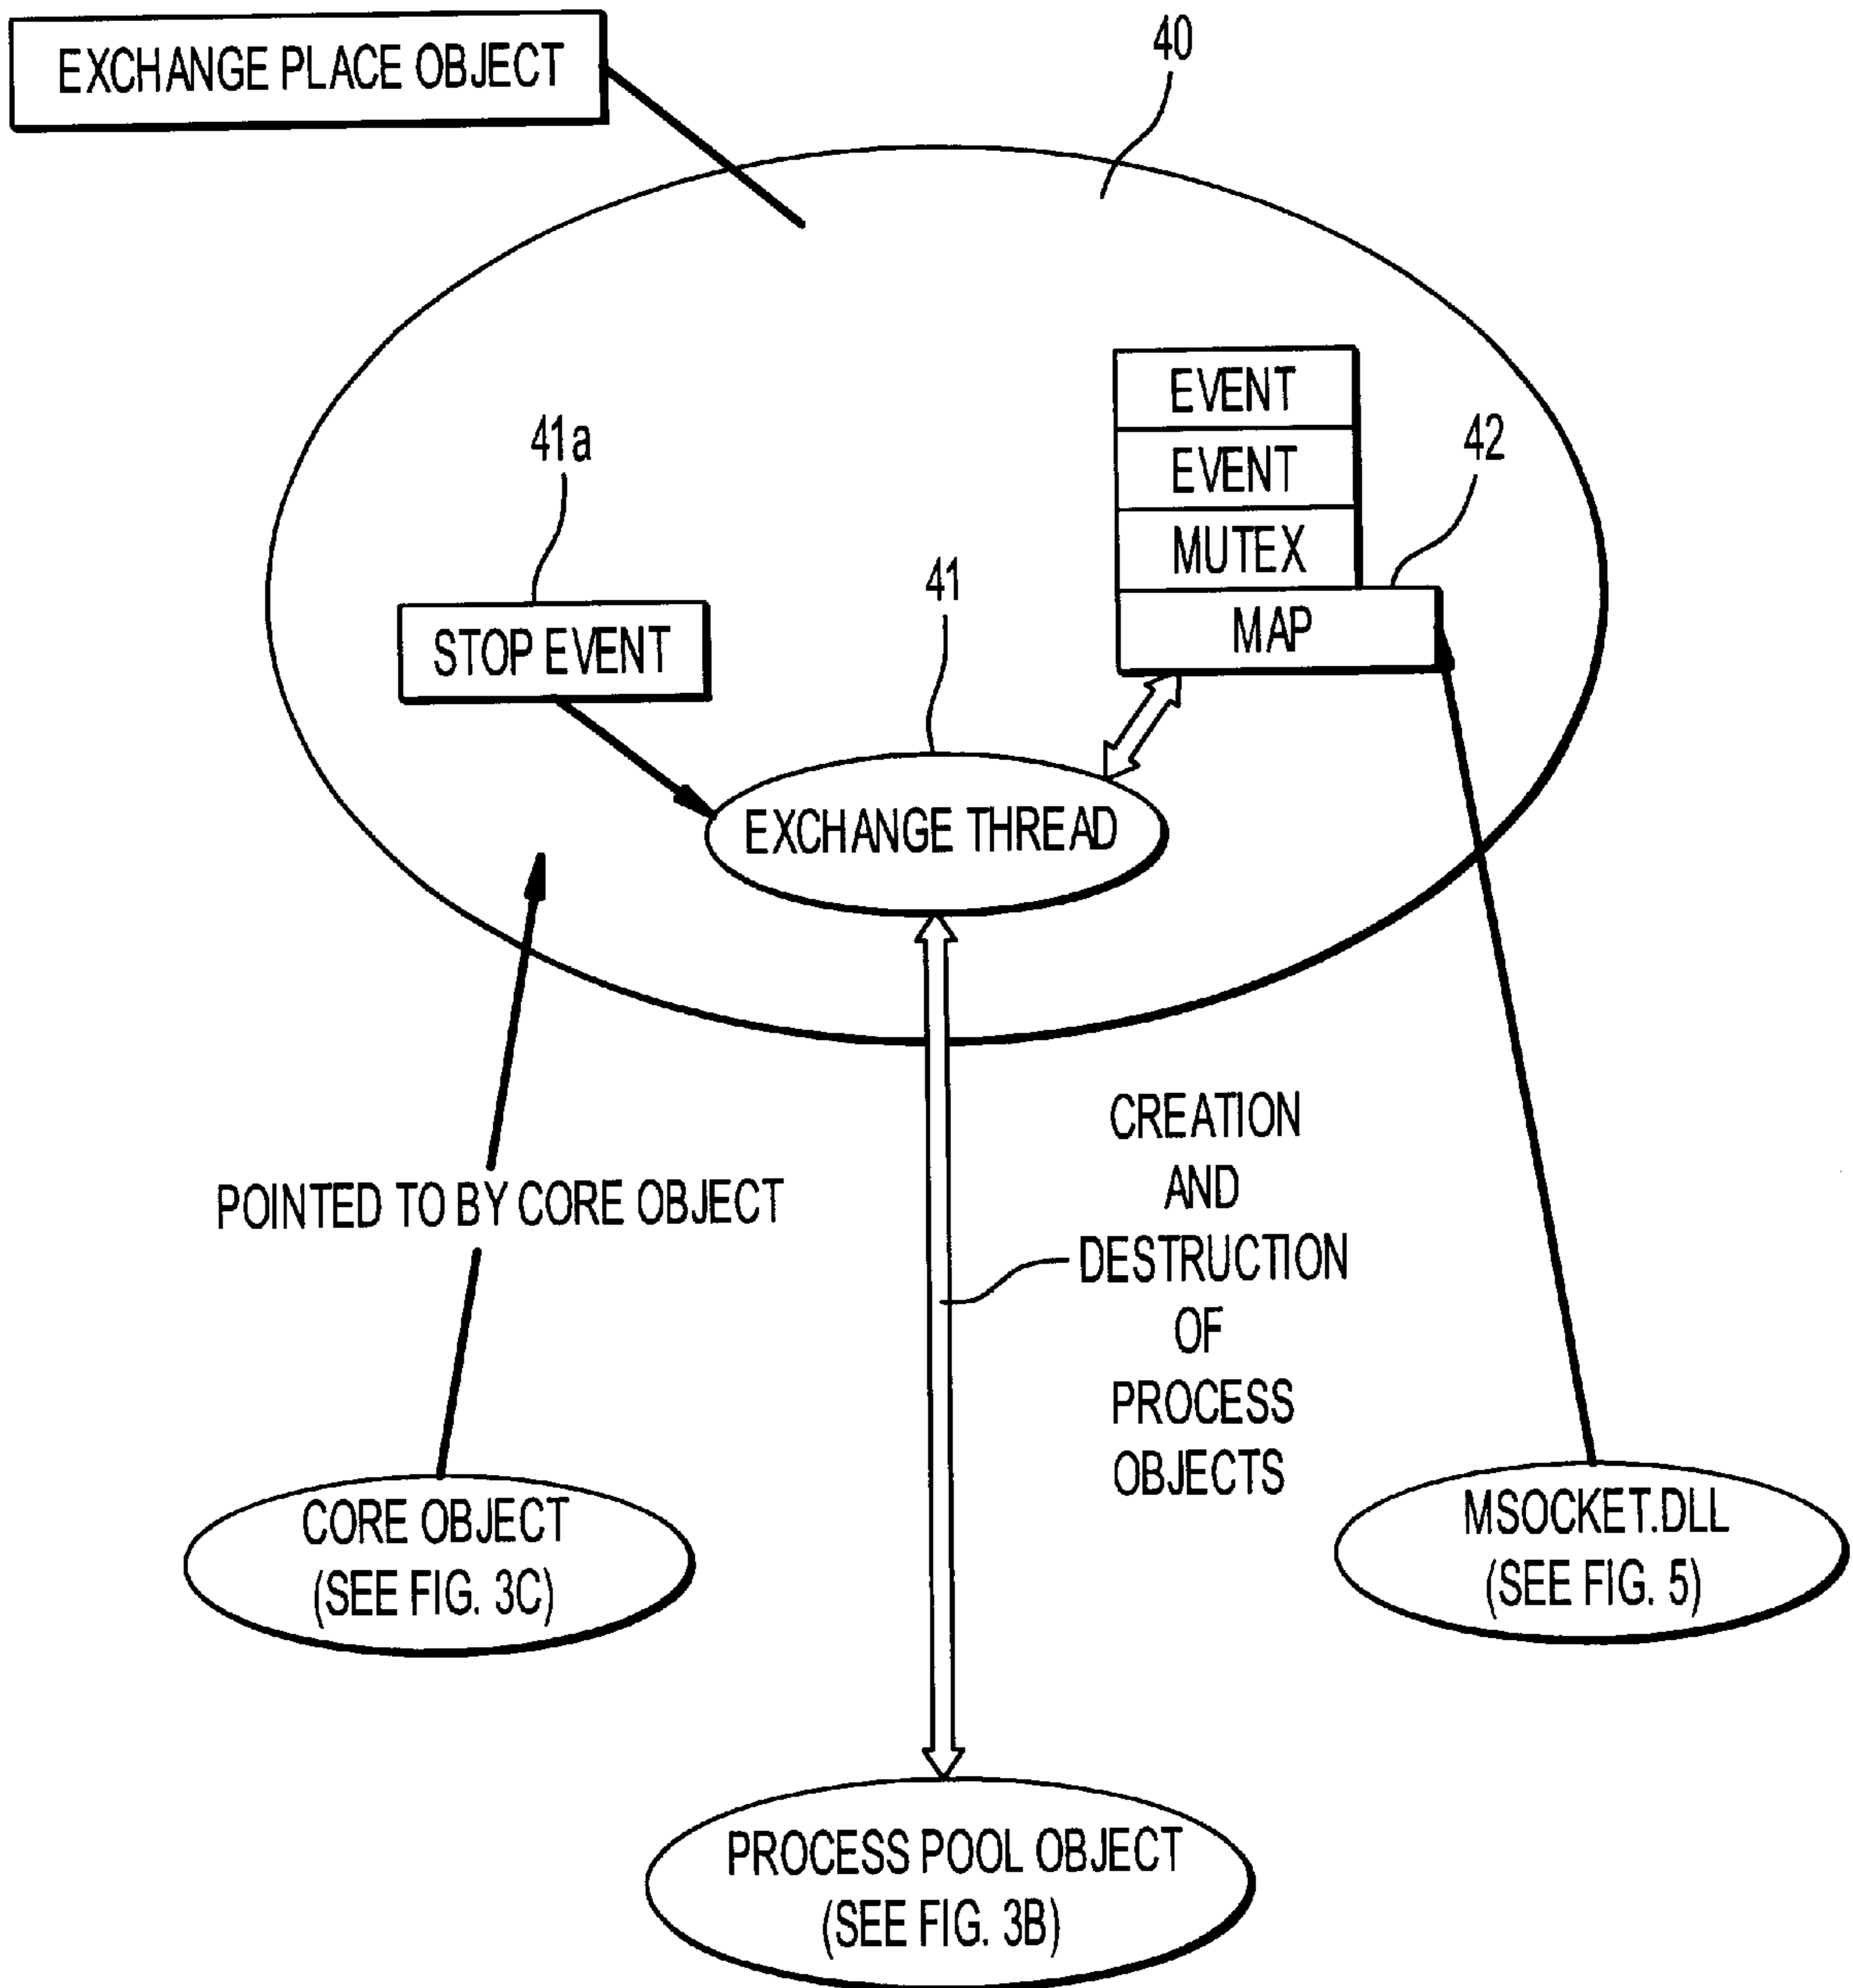 EXCHANGE PLACE OBJECT
40
EVENT
EVENT
MUTEX
MAP
42
41a
STOP EVENT
41
EXCHANGE THREAD
POINTED TO BY CORE OBJECT
CREATION
AND
DESTRUCTION
OF
PROCESS
OBJECTS
CORE OBJECT
(SEE FIG. 3C)
MSOCKET.DLL
(SEE FIG. 5)
PROCESS POOL OBJECT
(SEE FIG. 3B)